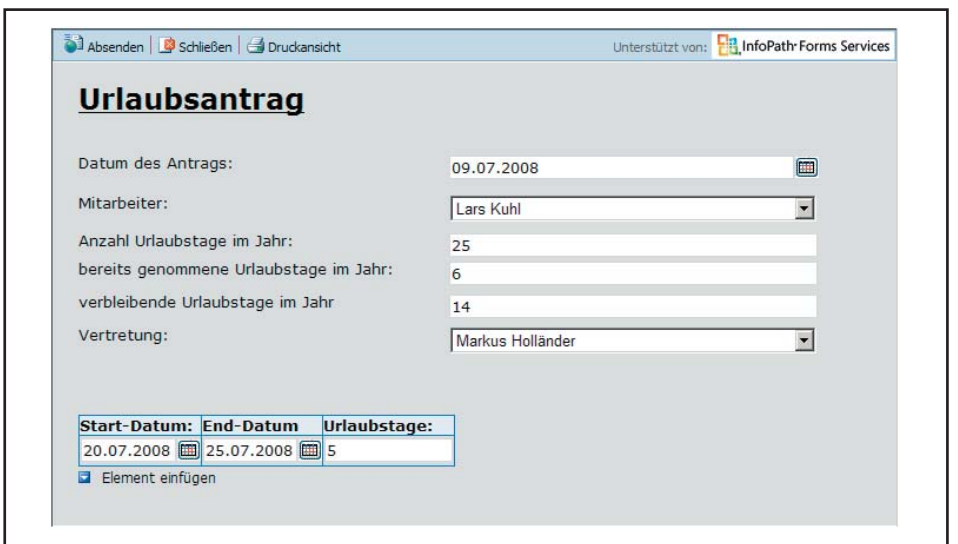 Absenden Schließen Druckansicht Unterstützt von: InfoPath Forms Services
Urlaubsantrag
Datum des Antrags: 09.07.2008
Mitarbeiter: Lars Kuhl
Anzahl Urlaubstage im Jahr: 25
bereits genommene Urlaubstage im Jahr: 6
verbleibende Urlaubstage im Jahr 14
Vertretung: Markus Holländer
Start-Datum: End-Datum Urlaubstage:
20.07.2008 25.07.2008 5
Element einfügen